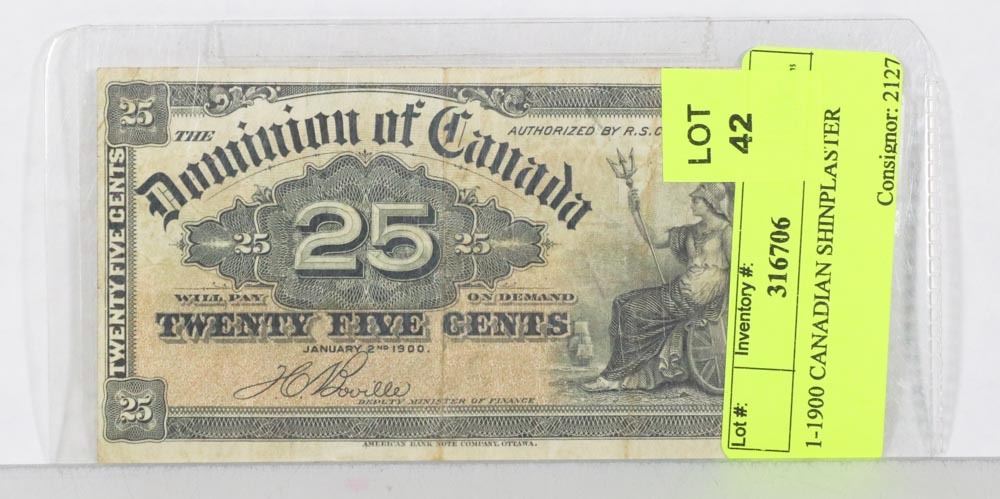 25
THE
Dominion of Canada
AUTHORIZED BY R.S.C
TWENTY FIVE CENTS
25
25
25
WILL PAY ON DEMAND
TWENTY FIVE CENTS
JANUARY 2ND 1900.
HC Boville
DEPUTY MINISTER OF FINANCE
25
AMERICAN BANK NOTE COMPANY, OTTAWA.
LOT
42
Lot #:
Inventory #:
316706
1-1900 CANADIAN SHINPLASTER
Consignor: 2127